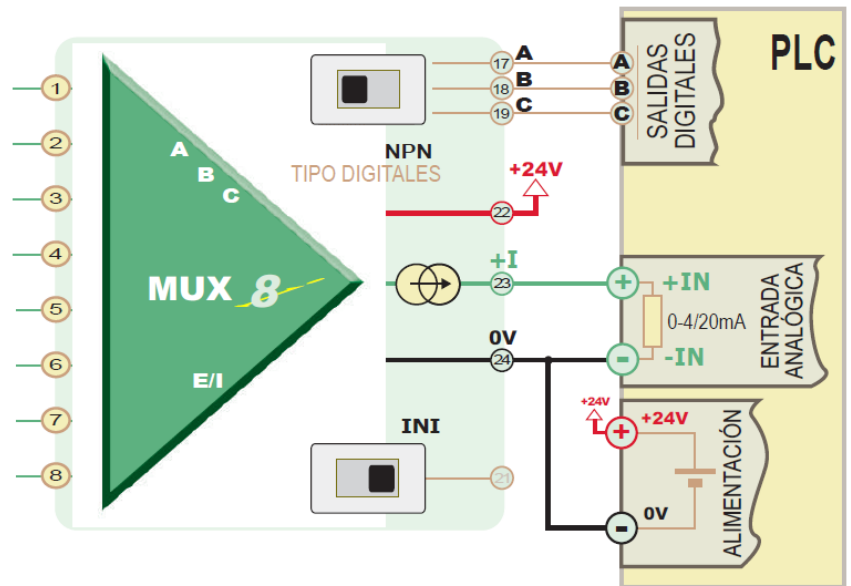 1
2
3
4
5
6
7
8
A
B
C
MUX 8
E/I
NPN
TIPO DIGITALES
INI
17 A
18 B
19 C
+24V
22
+I
23
0V
24
21
PLC
A
B
C
SALIDAS
DIGITALES
+
+IN
0-4/20mA
-
-IN
ENTRADA
ANALÓGICA
+24V
+
+24V
0V
-
ALIMENTACIÓN